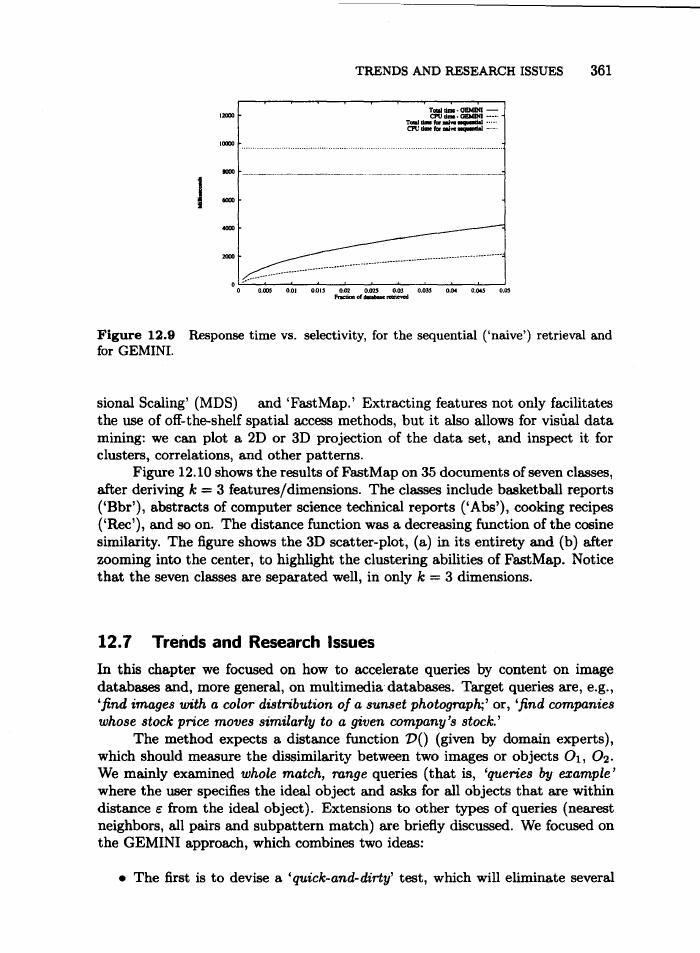 TRENDS AND RESEARCH ISSUES 361
Total time - GEMINI
CPU time - GEMINI
Total time for naive sequential
CPU time for naive sequential
12000
10000
8000
6000
4000
2000
0
Milliseconds
0 0.005 0.01 0.015 0.02 0.025 0.03 0.035 0.04 0.045 0.05
Fraction of database retrieved
Figure 12.9 Response time vs. selectivity, for the sequential (‘naive’) retrieval and
for GEMINI.
sional Scaling’ (MDS) and ‘FastMap.’ Extracting features not only facilitates
the use of off-the-shelf spatial access methods, but it also allows for visual data
mining: we can plot a 2D or 3D projection of the data set, and inspect it for
clusters, correlations, and other patterns.
Figure 12.10 shows the results of FastMap on 35 documents of seven classes,
after deriving k = 3 features/dimensions. The classes include basketball reports
(‘Bbr’), abstracts of computer science technical reports (‘Abs’), cooking recipes
(‘Rec’), and so on. The distance function was a decreasing function of the cosine
similarity. The figure shows the 3D scatter-plot, (a) in its entirety and (b) after
zooming into the center, to highlight the clustering abilities of FastMap. Notice
that the seven classes are separated well, in only k = 3 dimensions.
12.7 Trends and Research Issues
In this chapter we focused on how to accelerate queries by content on image
databases and, more general, on multimedia databases. Target queries are, e.g.,
‘find images with a color distribution of a sunset photograph;’ or, ‘find companies
whose stock price moves similarly to a given company's stock.’
The method expects a distance function D() (given by domain experts),
which should measure the dissimilarity between two images or objects O1, O2.
We mainly examined whole match, range queries (that is, ‘queries by example’
where the user specifies the ideal object and asks for all objects that are within
distance ε from the ideal object). Extensions to other types of queries (nearest
neighbors, all pairs and subpattern match) are briefly discussed. We focused on
the GEMINI approach, which combines two ideas:
• The first is to devise a ‘quick-and-dirty’ test, which will eliminate several